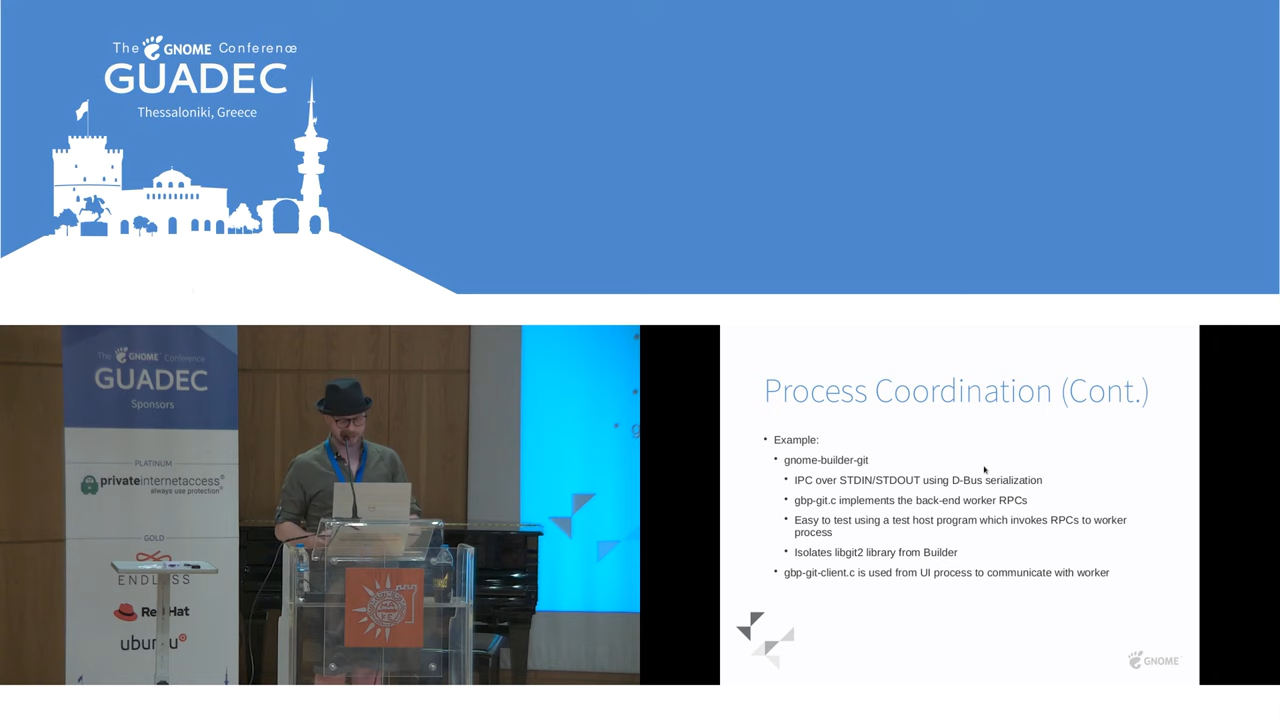 The GNOME Conference
GUADEC
Thessaloniki, Greece
The GNOME Conference
GUADEC
Sponsors
PLATINUM
privateinternetaccess
always use protection
GOLD
ENDLESS
Red Hat
ubuntu
Process Coordination (Cont.)
• Example:
• gnome-builder-git
• IPC over STDIN/STDOUT using D-Bus serialization
• gbp-git.c implements the back-end worker RPCs
• Easy to test using a test host program which invokes RPCs to worker
process
• Isolates libgit2 library from Builder
• gbp-git-client.c is used from UI process to communicate with worker
GNOME